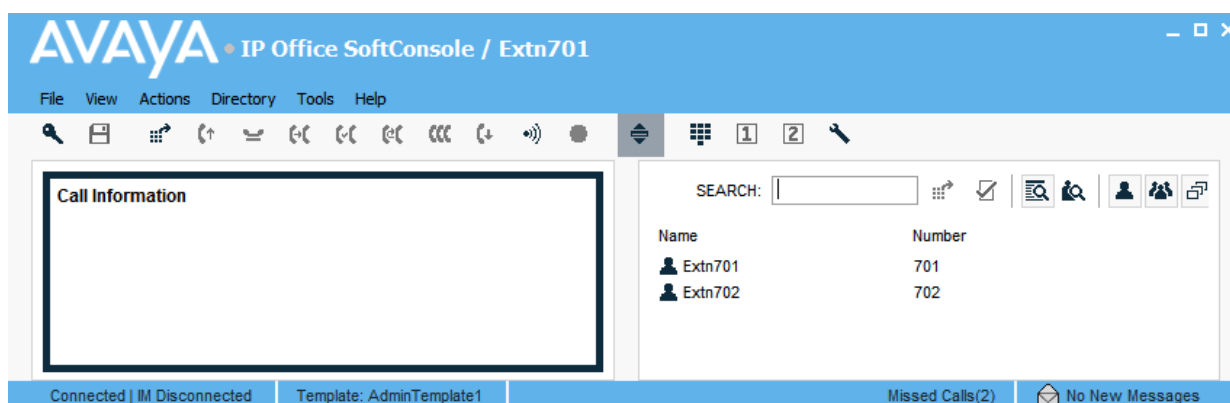 AVAYA • IP Office SoftConsole / Extn701
File View Actions Directory Tools Help
1 2
Call Information
SEARCH:
Name Number
Extn701 701
Extn702 702
Connected | IM Disconnected Template: AdminTemplate1 Missed Calls(2) No New Messages